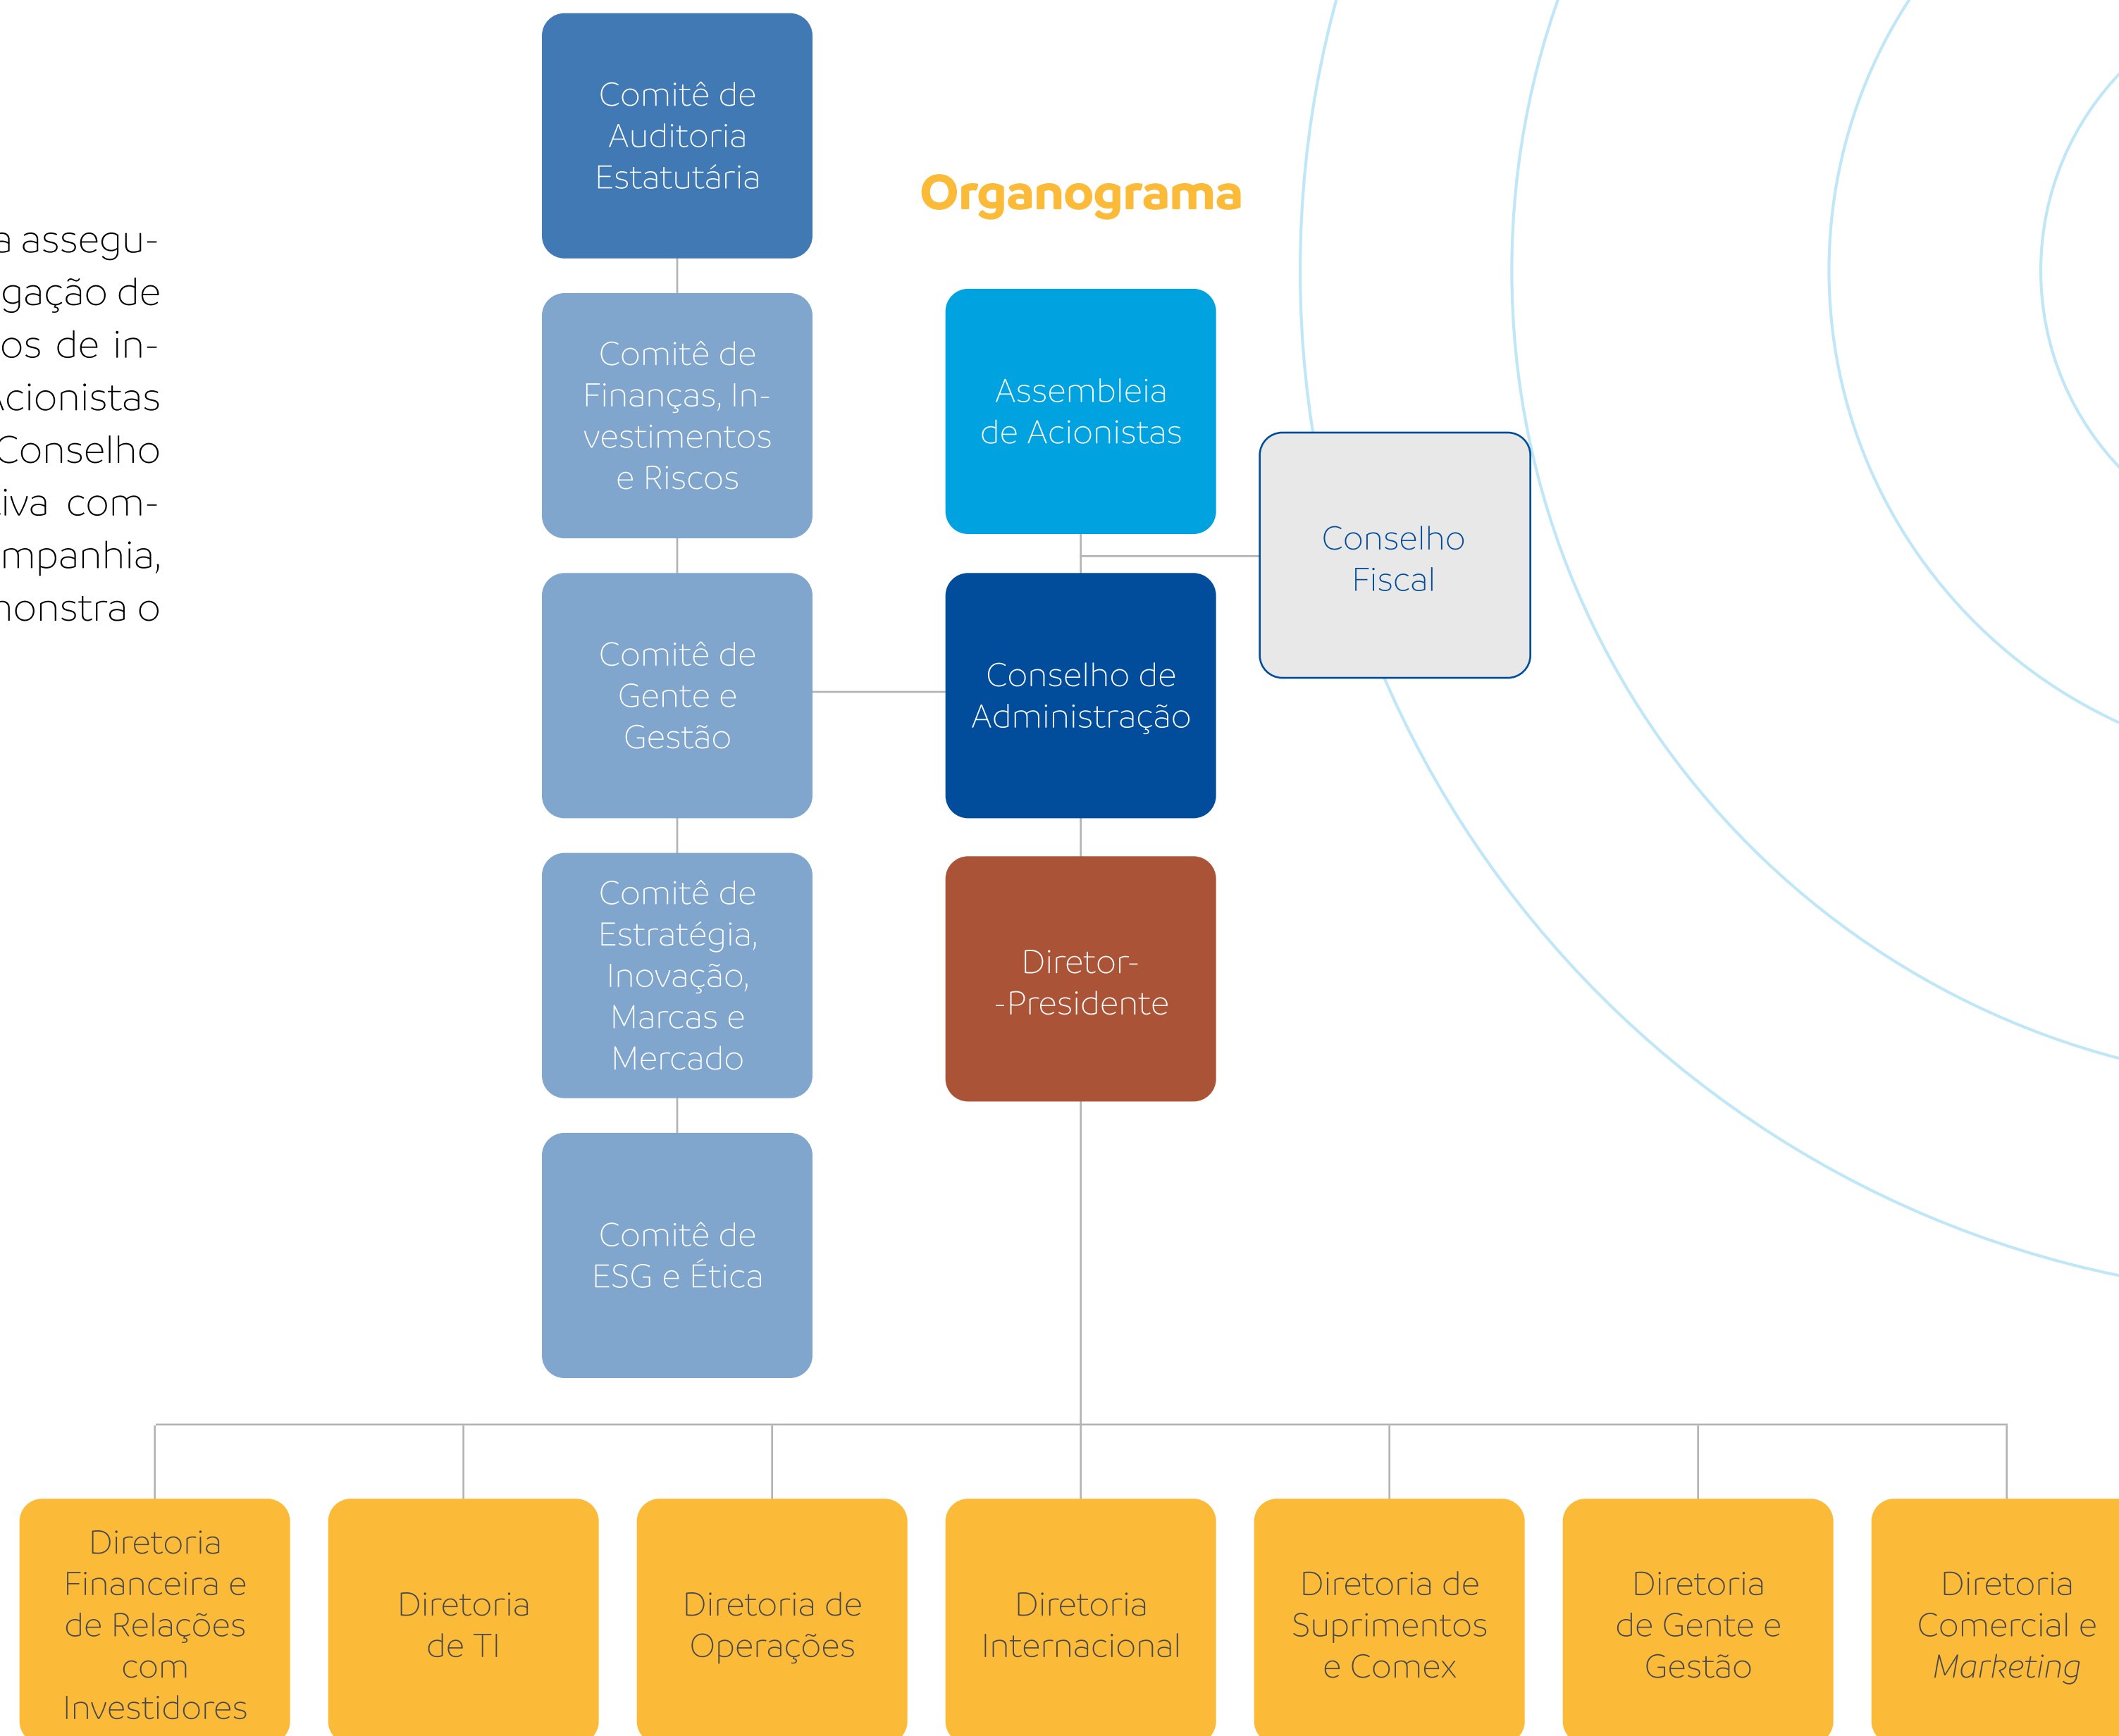 a assegu-
gação de
os de in-
Acionistas
Conselho
iva com-
mpanhia,
nonstra o
Organograma
Comitê de
Auditoria
Estatutária
Comitê de
Finanças, In-
vestimentos
e Riscos
Comitê de
Gente e
Gestão
Comitê de
Estratégia,
Inovação,
Marcas e
Mercado
Comitê de
ESG e Ética
Assembleia
de Acionistas
Conselho
Fiscal
Conselho de
Administração
Diretor-
-Presidente
Diretoria
Financeira e
de Relações
com
Investidores
Diretoria
de TI
Diretoria de
Operações
Diretoria
Internacional
Diretoria de
Suprimentos
e Comex
Diretoria
de Gente e
Gestão
Diretoria
Comercial e
Marketing